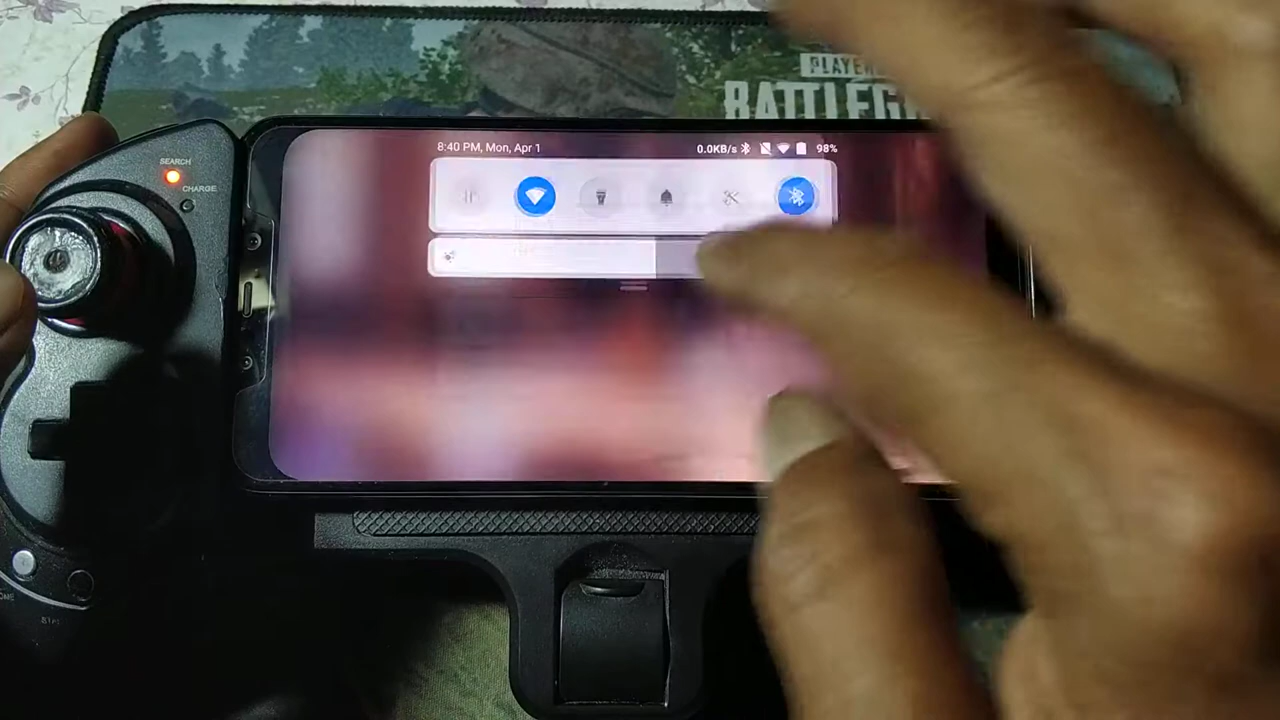 PLAYER
BATTLEG
SEARCH
CHARGE
8:40 PM, Mon, Apr 1
0.0KB/s
98%